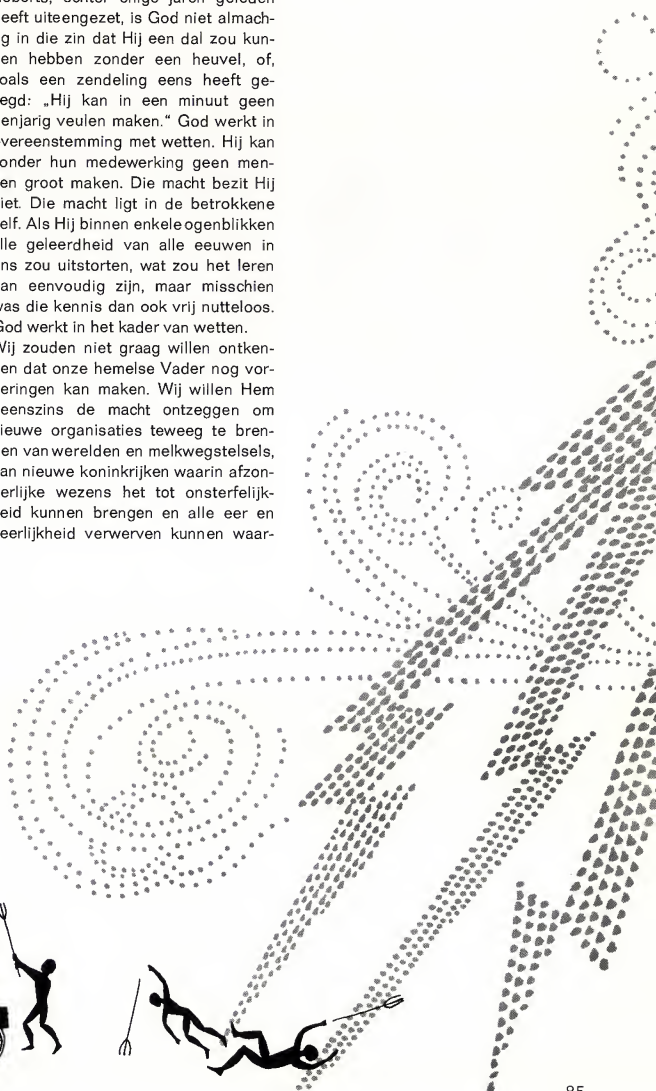 eeft uiteengezet, is God niet almach-
g in die zin dat Hij een dal zou kun-
en hebben zonder een heuvel, of,
oals een zendeling eens heeft ge-
egd: „Hij kan in een minuut geen
enjarig veulen maken.“ God werkt in
vereenstemming met wetten. Hij kan
onder hun medewerking geen men-
en groot maken. Die macht bezit Hij
iet. Die macht ligt in de betrokkene
elf. Als Hij binnen enkele ogenblikken
lle geleerdheid van alle eeuwen in
ns zou uitstorten, wat zou het leren
an eenvoudig zijn, maar misschien
was die kennis dan ook vrij nutteloos.
God werkt in het kader van wetten.
Wij zouden niet graag willen ontken-
en dat onze hemelse Vader nog vor-
eringen kan maken. Wij willen Hem
eenszins de macht ontzeggen om
ieuwe organisaties teweeg te bren-
en van werelden en melkwegstelsels,
an nieuwe koninkrijken waarin afzon-
erlijke wezens het tot onsterfelijk-
eid kunnen brengen en alle eer en
eerlijkheid verwerven kunnen waar-